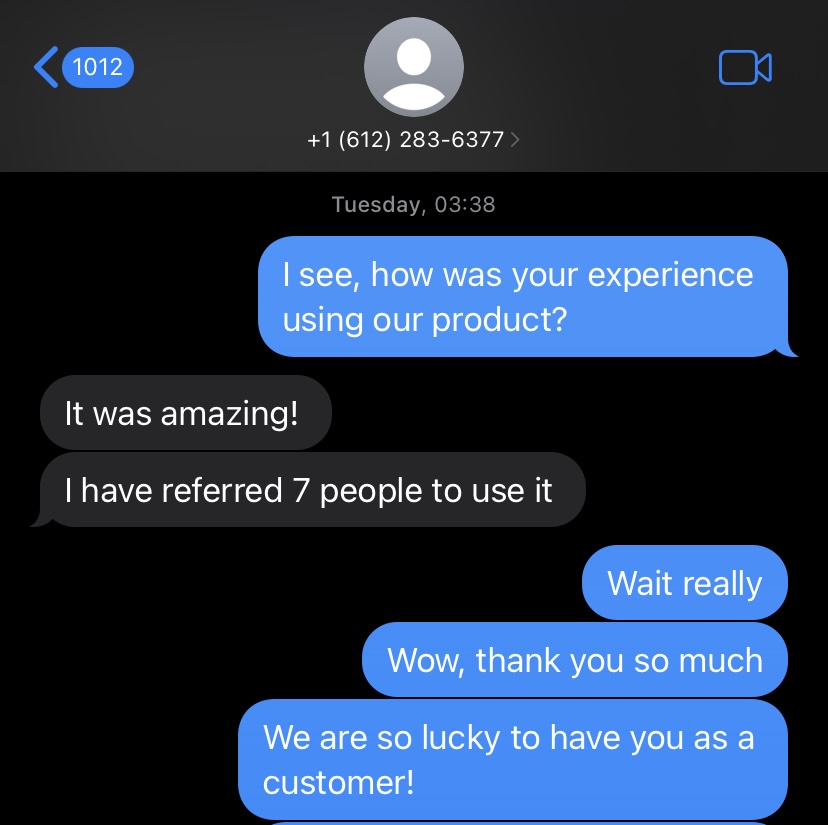 1012
+1 (612) 283-6377
Tuesday, 03:38
I see, how was your experience
using our product?
It was amazing!
I have referred 7 people to use it
Wait really
Wow, thank you so much
We are so lucky to have you as a
customer!